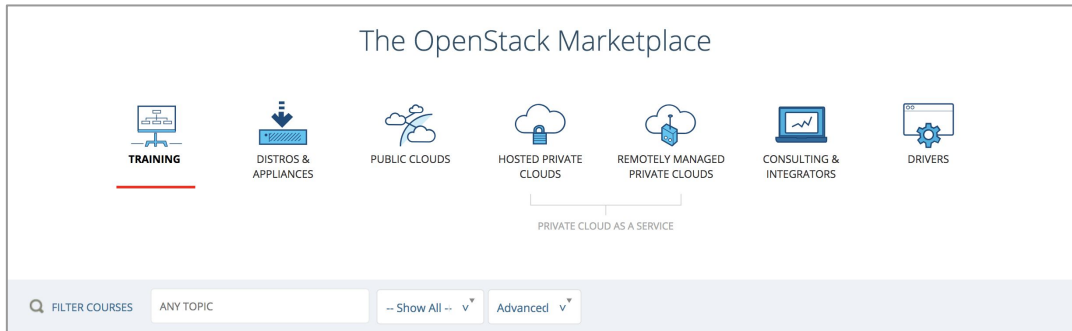 The OpenStack Marketplace
TRAINING
DISTROS &
APPLIANCES
PUBLIC CLOUDS
HOSTED PRIVATE
CLOUDS
REMOTELY MANAGED
PRIVATE CLOUDS
CONSULTING &
INTEGRATORS
DRIVERS
PRIVATE CLOUD AS A SERVICE
FILTER COURSES
ANY TOPIC
-- Show All --
Advanced